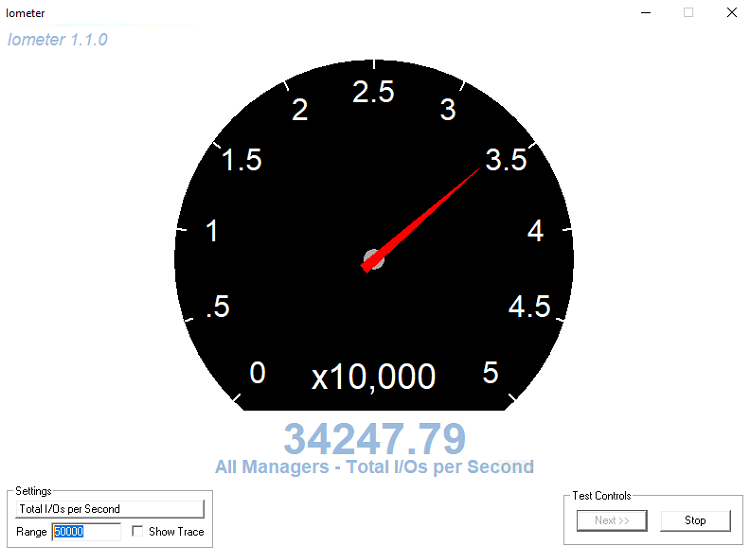 Iometer
Iometer 1.1.0
2.5
2 3
1.5 3.5
1 4
.5 4.5
0 x10,000 5
34247.79
All Managers - Total I/Os per Second
Settings
Total I/Os per Second
Range 50000 Show Trace
Test Controls
Next >> Stop